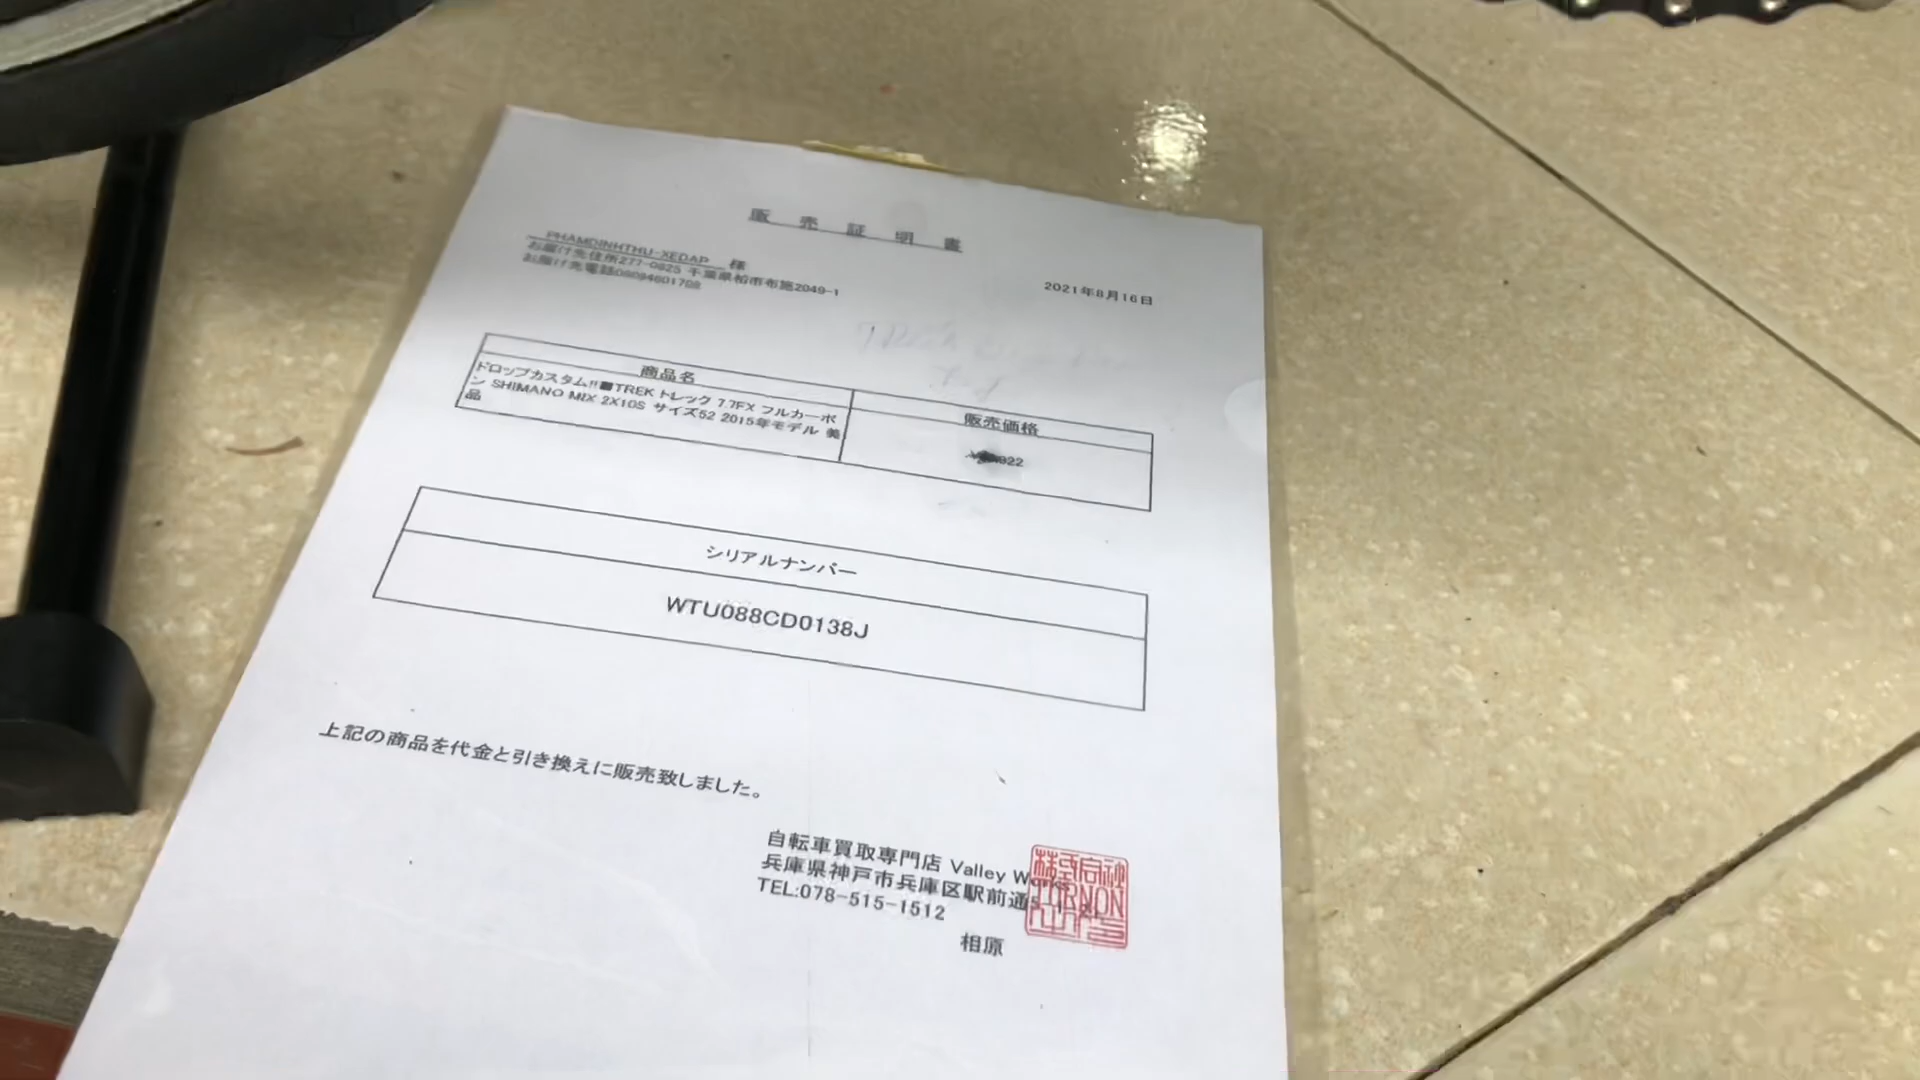 販売証明書
PHAMDINHTHU-XEDAP 様
お届け先住所277-0825 千葉県柏市布施2049-1
お届け先電話08094601708
2021年8月16日
商品名
販売価格
ドロップカスタム!!■TREK トレック 7.7FX フルカーボ
ン SHIMANO MIX 2X10S サイズ52 2015年モデル 美
品
922
シリアルナンバー
WTU088CD0138J
上記の商品を代金と引き換えに販売致しました。
自転車買取専門店 Valley
兵庫県神戸市兵庫区駅前通
TEL:078-515-1512
相原